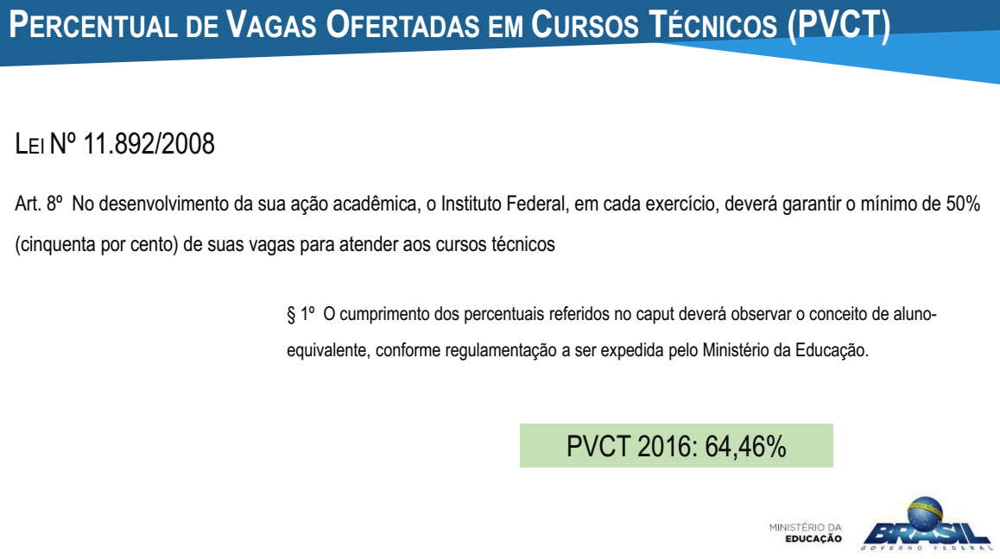 PERCENTUAL DE VAGAS OFERTADAS EM CURSOS TÉCNICOS (PVCT)
LEI Nº 11.892/2008
Art. 8º No desenvolvimento da sua ação acadêmica, o Instituto Federal, em cada exercício, deverá garantir o mínimo de 50%
(cinquenta por cento) de suas vagas para atender aos cursos técnicos
§ 1º O cumprimento dos percentuais referidos no caput deverá observar o conceito de aluno-
equivalente, conforme regulamentação a ser expedida pelo Ministério da Educação.
PVCT 2016: 64,46%
MINISTÉRIO DA
EDUCAÇÃO
BRASIL
GOVERNO FEDERAL